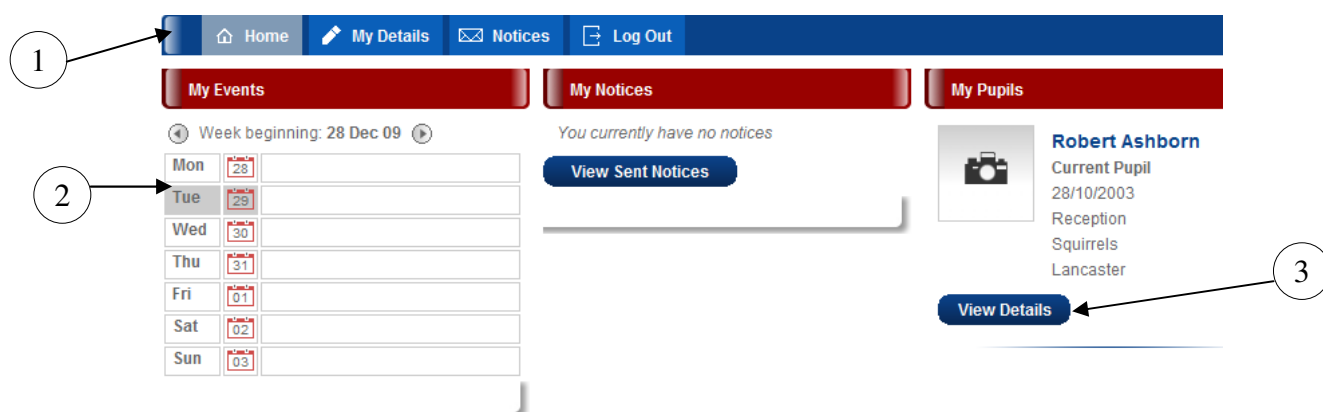 1
Home My Details Notices Log Out
My Events
Week beginning: 28 Dec 09
2
Mon 28
Tue 29
Wed 30
Thu 31
Fri 01
Sat 02
Sun 03
My Notices
You currently have no notices
View Sent Notices
My Pupils
Robert Ashborn
Current Pupil
28/10/2003
Reception
Squirrels
Lancaster
View Details
3